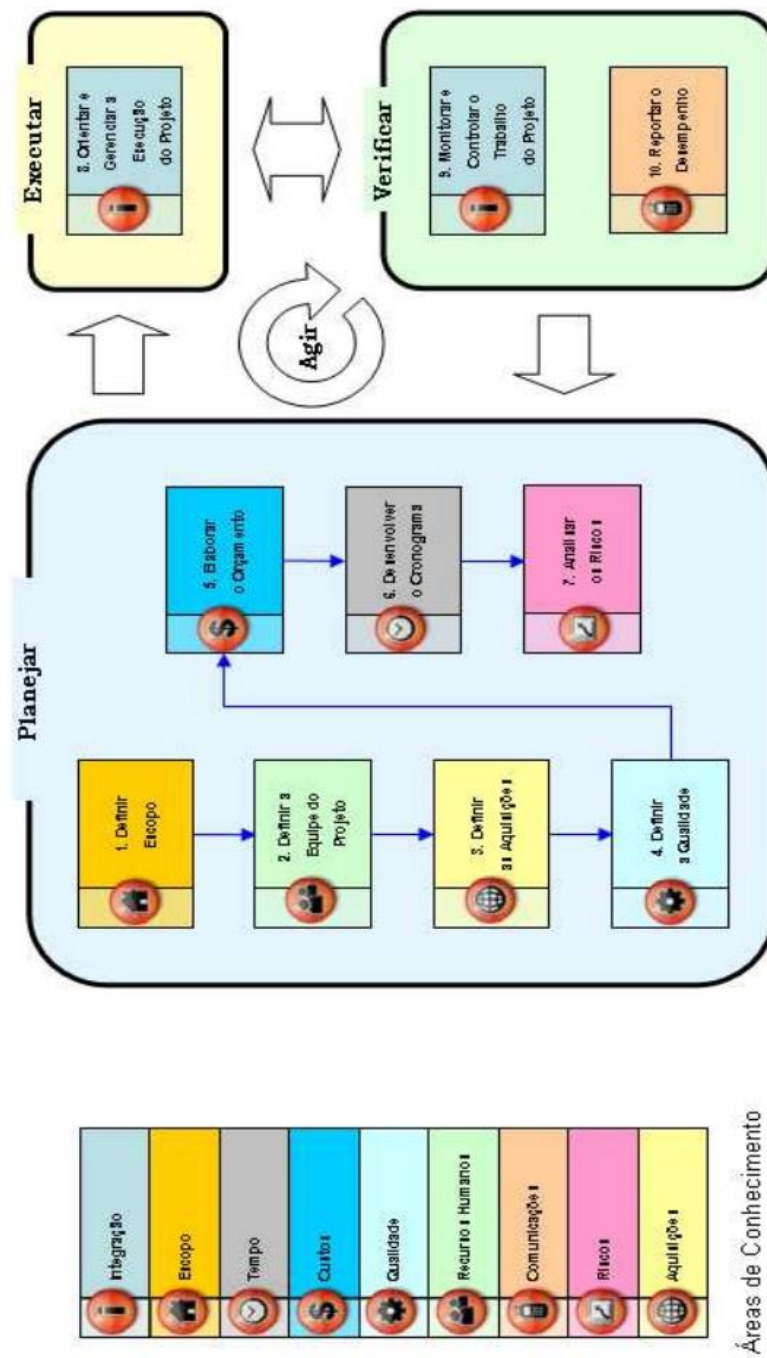 Planejar
1. Definir
Escopo
2. Definir a
Equipe do
Projeto
3. Definir
as Aquisições
4. Definir
a Qualidade
5. Elaborar
o Orçamento
6. Desenvolver
o Cronograma
7. Analisar
os Riscos
Executar
8. Orientar e
Gerenciar a
Execução
do Projeto
Agir
Verificar
9. Monitorar e
Controlar o
Trabalho
do Projeto
10. Reportar o
Desempenho
Integração
Escopo
Tempo
Custos
Qualidade
Recursos Humanos
Comunicações
Riscos
Aquisições
Áreas de Conhecimento